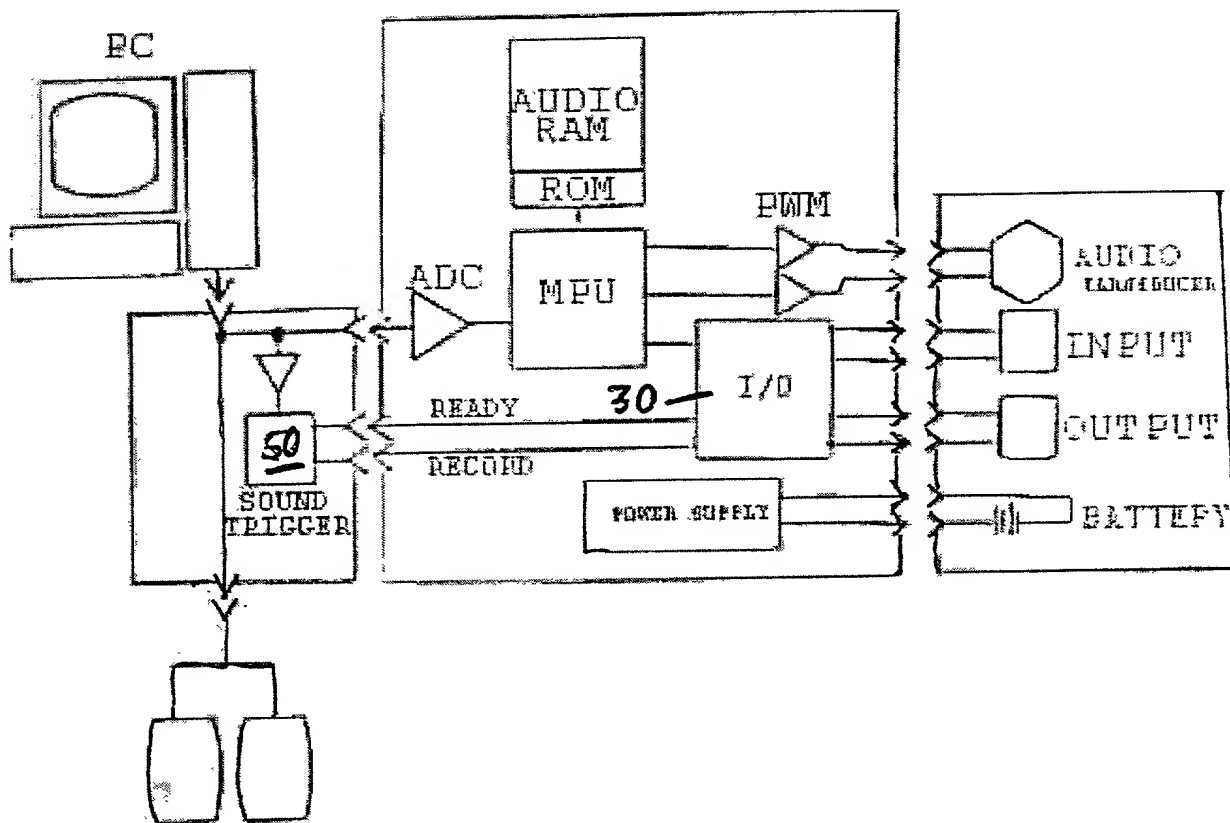 PC
AUDIO
RAM
ROM
PWM
ADC
MPU
AUDIO
INPUT
30
I/O
READY
OUTPUT
50
RECORD
SOUND
TRIGGER
POWER SUPPLY
BATTERY